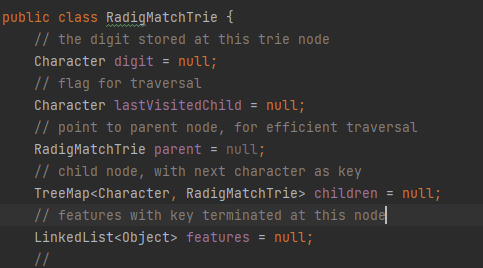 public class RadigMatchTrie {
// the digit stored at this trie node
Character digit = null;
// flag for traversal
Character lastVisitedChild = null;
// point to parent node, for efficient traversal
RadigMatchTrie parent = null;
// child node, with next character as key
TreeMap<Character, RadigMatchTrie> children = null;
// features with key terminated at this node
LinkedList<Object> features = null;
//